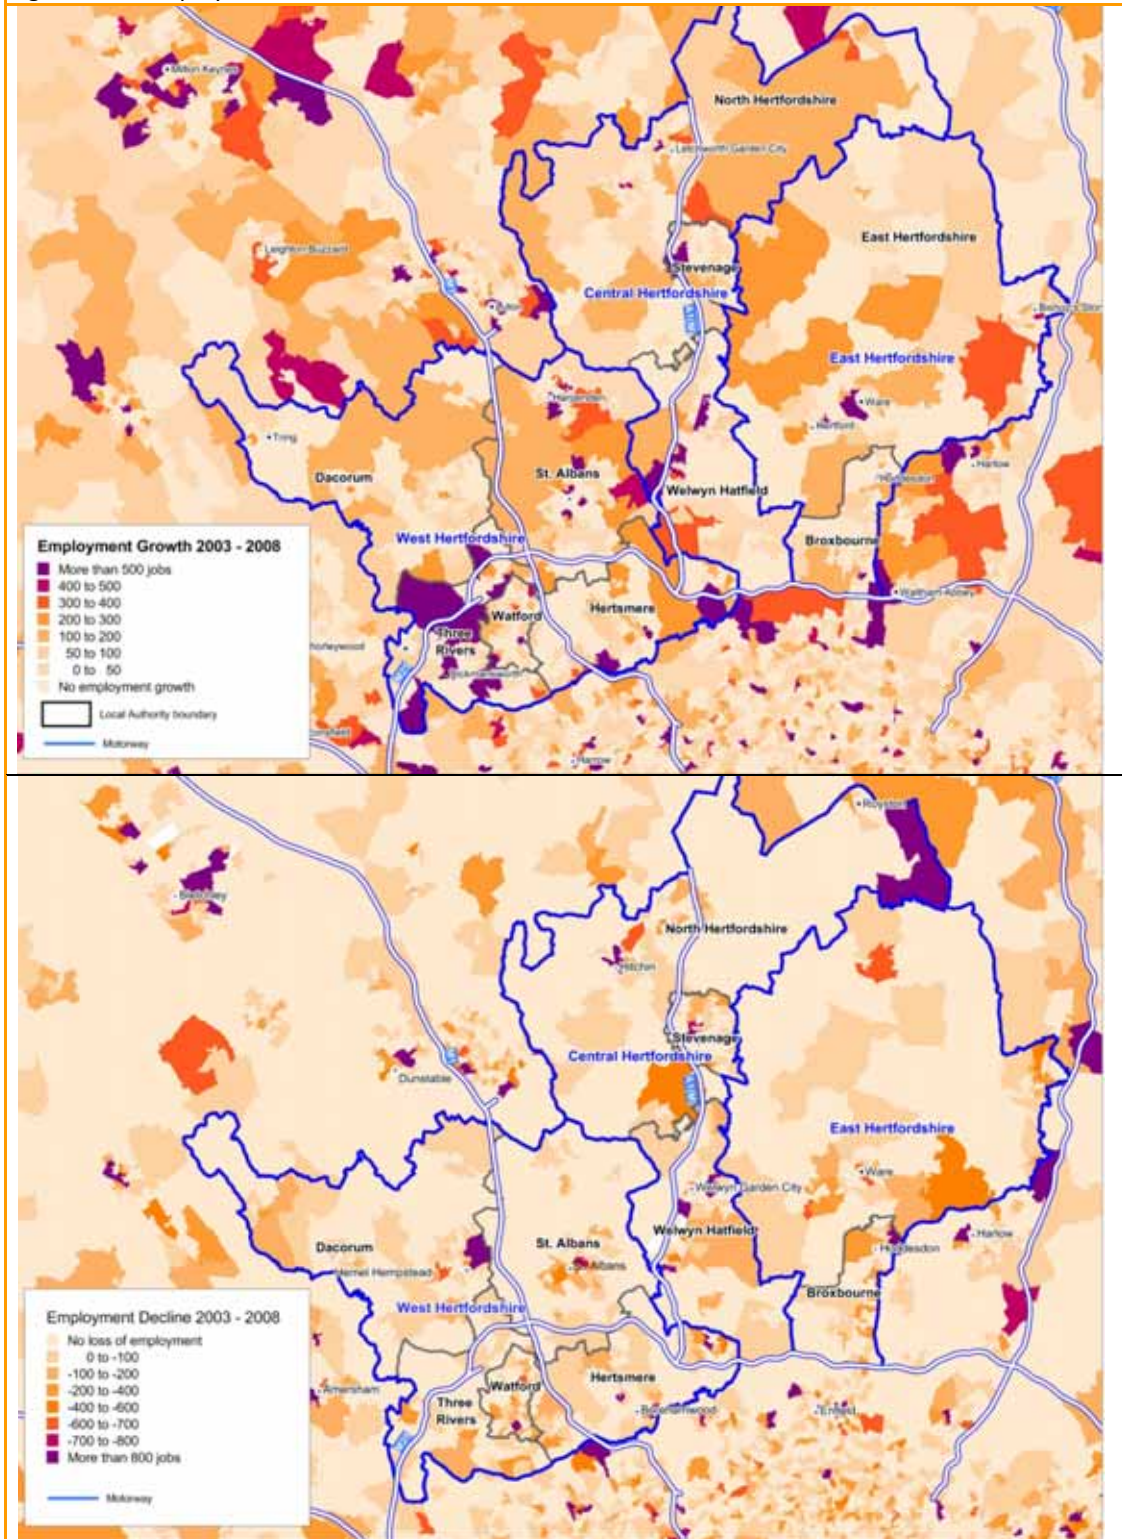 Milton Keynes
North Hertfordshire
Letchworth Garden City
East Hertfordshire
Leighton Buzzard
Stevenage
Central Hertfordshire
Luton
A1(M)
East Hertfordshire
Harpenden
Ware
Hertford
Tring
Dacorum
St. Albans
Welwyn Hatfield
Hoddesdon
Harlow
West Hertfordshire
Broxbourne
Waltham Abbey
Hertsmere
Watford
Three
Rivers
horleywood
Rickmansworth
Harrow
Employment Growth 2003 - 2008
More than 500 jobs
400 to 500
300 to 400
200 to 300
100 to 200
50 to 100
0 to 50
No employment growth
Local Authority boundary
Motorway
Royston
Bletchley
North Hertfordshire
Hitchin
Stevenage
Central Hertfordshire
A1(M)
Dunstable
East Hertfordshire
Ware
Welwyn Garden City
Welwyn Hatfield
Harlow
Hoddesdon
Dacorum
St. Albans
St. Albans
Hemel Hempstead
Broxbourne
West Hertfordshire
Hertsmere
Watford
Amersham
Three
Rivers
Borehamwood
Enfield
Employment Decline 2003 - 2008
No loss of employment
0 to -100
-100 to -200
-200 to -400
-400 to -600
-600 to -700
-700 to -800
More than 800 jobs
Motorway